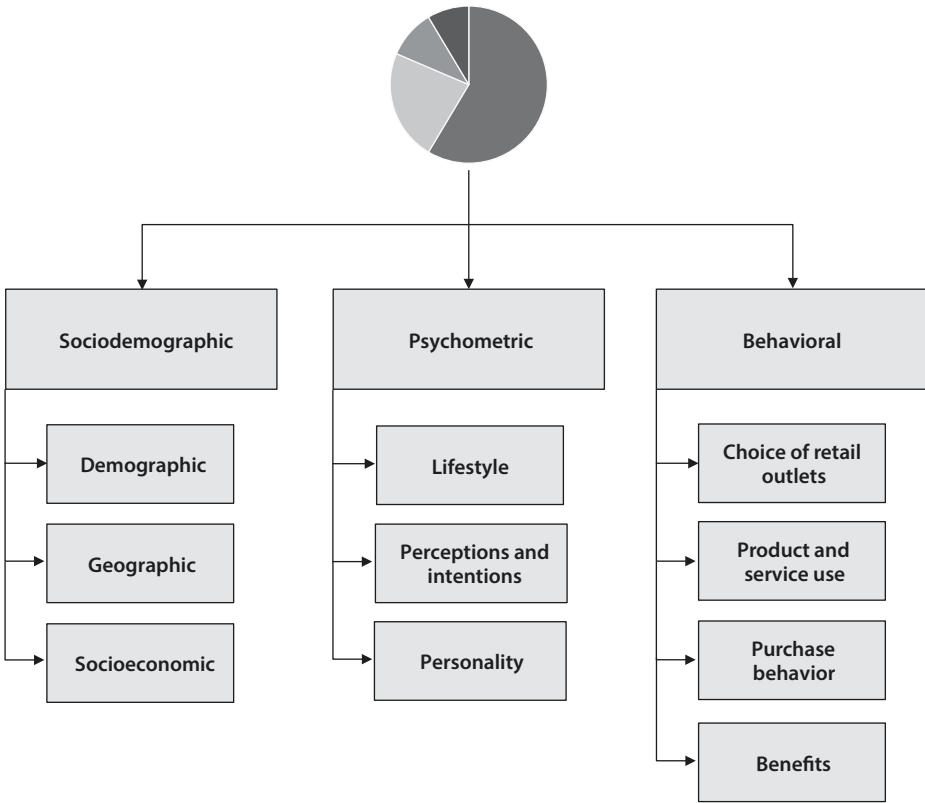 Sociodemographic
Demographic
Geographic
Socioeconomic
Psychometric
Lifestyle
Perceptions and
intentions
Personality
Behavioral
Choice of retail
outlets
Product and
service use
Purchase
behavior
Benefits